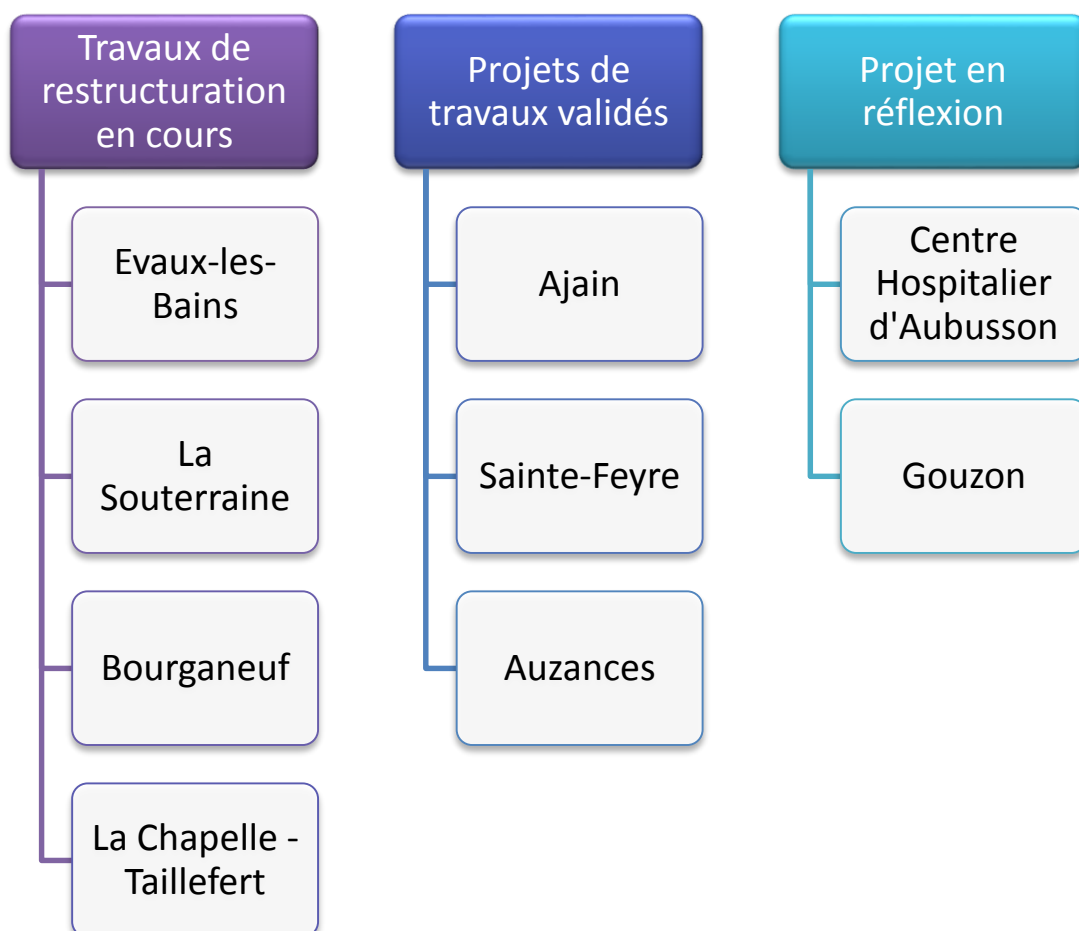 Travaux de
restructuration
en cours
Evaux-les-
Bains
La
Souterraine
Bourganeuf
La Chapelle -
Taillefert
Projets de
travaux validés
Ajain
Sainte-Feyre
Auzances
Projet en
réflexion
Centre
Hospitalier
d'Aubusson
Gouzon